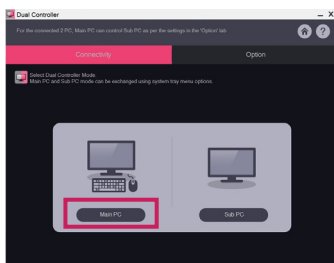 Dual Controller
For the connected 2 PC, Main PC can control Sub PC as per the settings in the 'Option' tab.
?
Connectivity
Option
Select Dual Controller Mode.
Main PC and Sub PC mode can be exchanged using system tray menu options.
Main PC
Sub PC